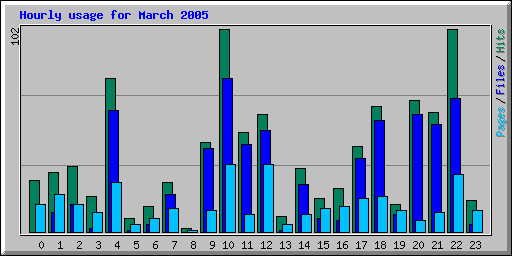 Hourly usage for March 2005
102
Pages / Files / Hits
0 1 2 3 4 5 6 7 8 9 10 11 12 13 14 15 16 17 18 19 20 21 22 23